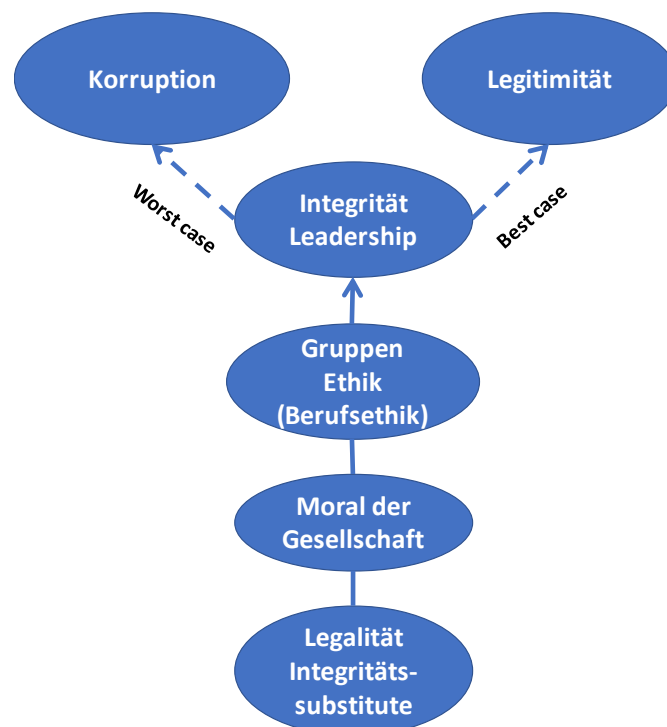 Korruption
Legitimität
Worst case
Best case
Integrität
Leadership
Gruppen
Ethik
(Berufsethik)
Moral der
Gesellschaft
Legalität
Integritäts-
substitute